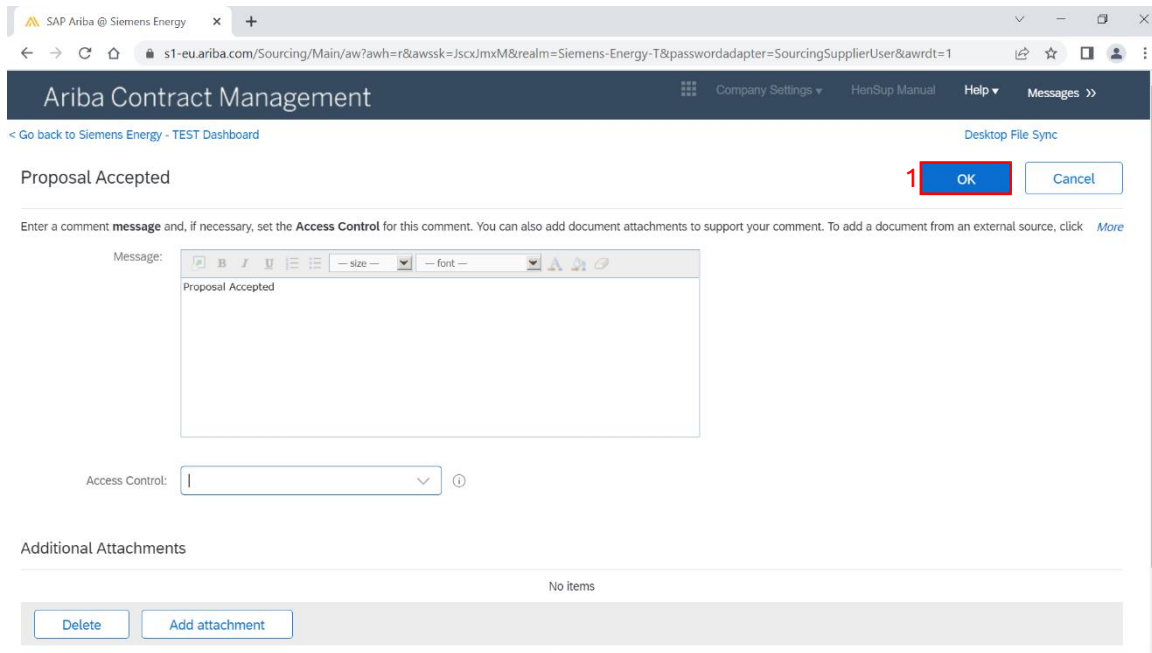 SAP Ariba @ Siemens Energy
s1-eu.ariba.com/Sourcing/Main/aw?awh=r&awssk=JscxJmxM&realm=Siemens-Energy-T&passwordadapter=SourcingSupplierUser&awrdt=1
Ariba Contract Management Company Settings HenSup Manual Help Messages >>
< Go back to Siemens Energy - TEST Dashboard Desktop File Sync
Proposal Accepted 1 OK Cancel
Enter a comment message and, if necessary, set the Access Control for this comment. You can also add document attachments to support your comment. To add a document from an external source, click More
Message: B I U — size — — font — A
Proposal Accepted
Access Control:
Additional Attachments
No items
Delete Add attachment